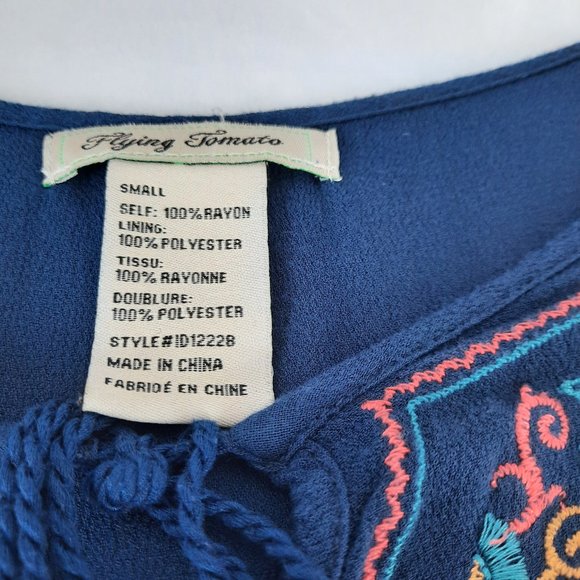 Flying Tomato
SMALL
SELF: 100% RAYON
LINING:
100% POLYESTER
TISSU:
100% RAYONNE
DOUBLURE:
100% POLYESTER
STYLE#ID12228
MADE IN CHINA
FABRIDÉ EN CHINE